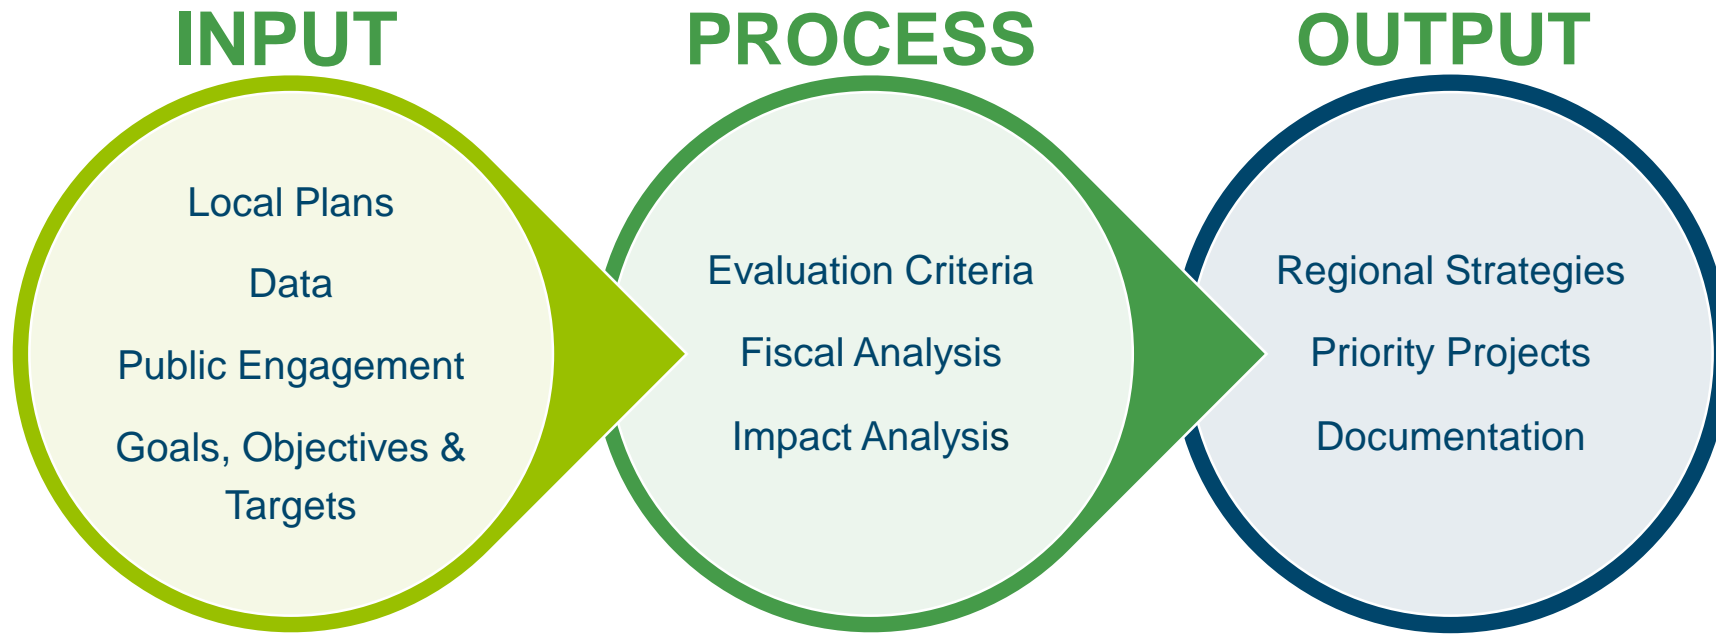 INPUT
Local Plans
Data
Public Engagement
Goals, Objectives &
Targets
PROCESS
Evaluation Criteria
Fiscal Analysis
Impact Analysis
OUTPUT
Regional Strategies
Priority Projects
Documentation